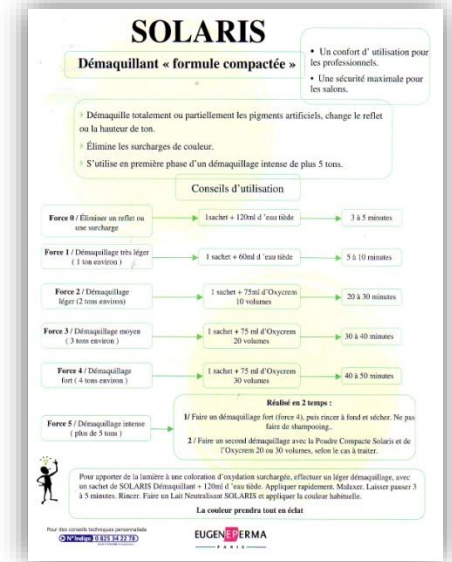 SOLARIS
Démaquillant « formule compactée »
• Un confort d' utilisation pour
les professionnels.
• Une sécurité maximale pour
les salons.
Démaquille totalement ou partiellement les pigments artificiels, change le reflet
ou la hauteur de ton.
Élimine les surcharges de couleur.
S'utilise en première phase d'un démaquillage intense de plus 5 tons.
Conseils d'utilisation
Force 0 / Éliminer un reflet ou
une surcharge
1sachet + 120ml d 'eau tiède
3 à 5 minutes
Force 1 / Démaquillage très léger
( 1 ton environ )
1 sachet + 60ml d 'eau tiède
5 à 10 minutes
Force 2 / Démaquillage
léger (2 tons environ)
1 sachet + 75ml d'Oxycrem
10 volumes
20 à 30 minutes
Force 3 / Démaquillage moyen
( 3 tons environ )
1 sachet + 75 ml d'Oxycrem
20 volumes
30 à 40 minutes
Force 4 / Démaquillage
fort ( 4 tons environ )
1 sachet + 75 ml d'Oxycrem
30 volumes
40 à 50 minutes
Force 5 / Démaquillage intense
( plus de 5 tons )
Réalisé en 2 temps :
1/ Faire un démaquillage fort (force 4), puis rincer à fond et sécher. Ne pas
faire de shampooing..
2 / Faire un second démaquillage avec la Poudre Compacte Solaris et de
l'Oxycrem 20 ou 30 volumes, selon le cas à traiter.
Pour apporter de la lumière à une coloration d'oxydation surchargée, effectuer un léger démaquillage, avec
un sachet de SOLARIS Démaquillant + 120ml d 'eau tiède. Appliquer rapidement. Malaxer. Laisser pauser 3
à 5 minutes. Rincer. Faire un Lait Neutralisant SOLARIS et appliquer la couleur habituelle.
La couleur prendra tout en éclat
Pour des conseils techniques personnalisés
N°Indigo 0 825 34 22 78
EUGENE PERMA
PARIS